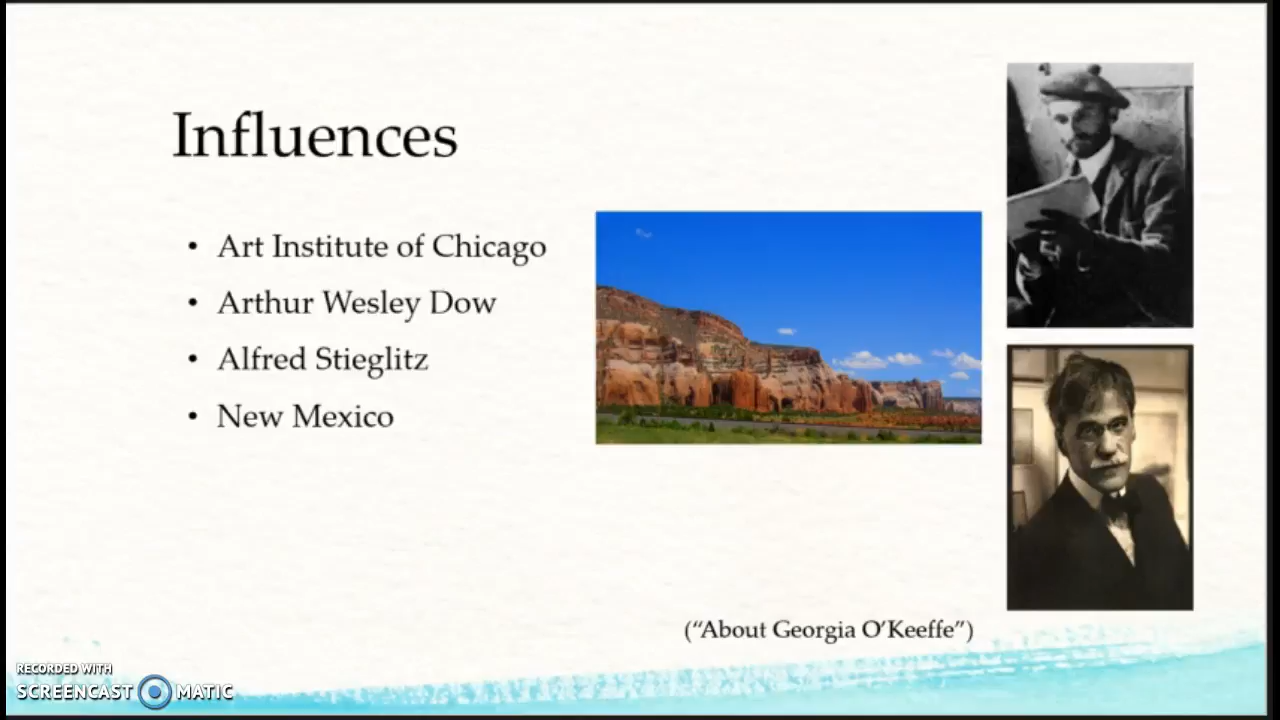 Influences
• Art Institute of Chicago
• Arthur Wesley Dow
• Alfred Stieglitz
• New Mexico
(“About Georgia O’Keeffe”)
RECORDED WITH
SCREENCAST MATIC